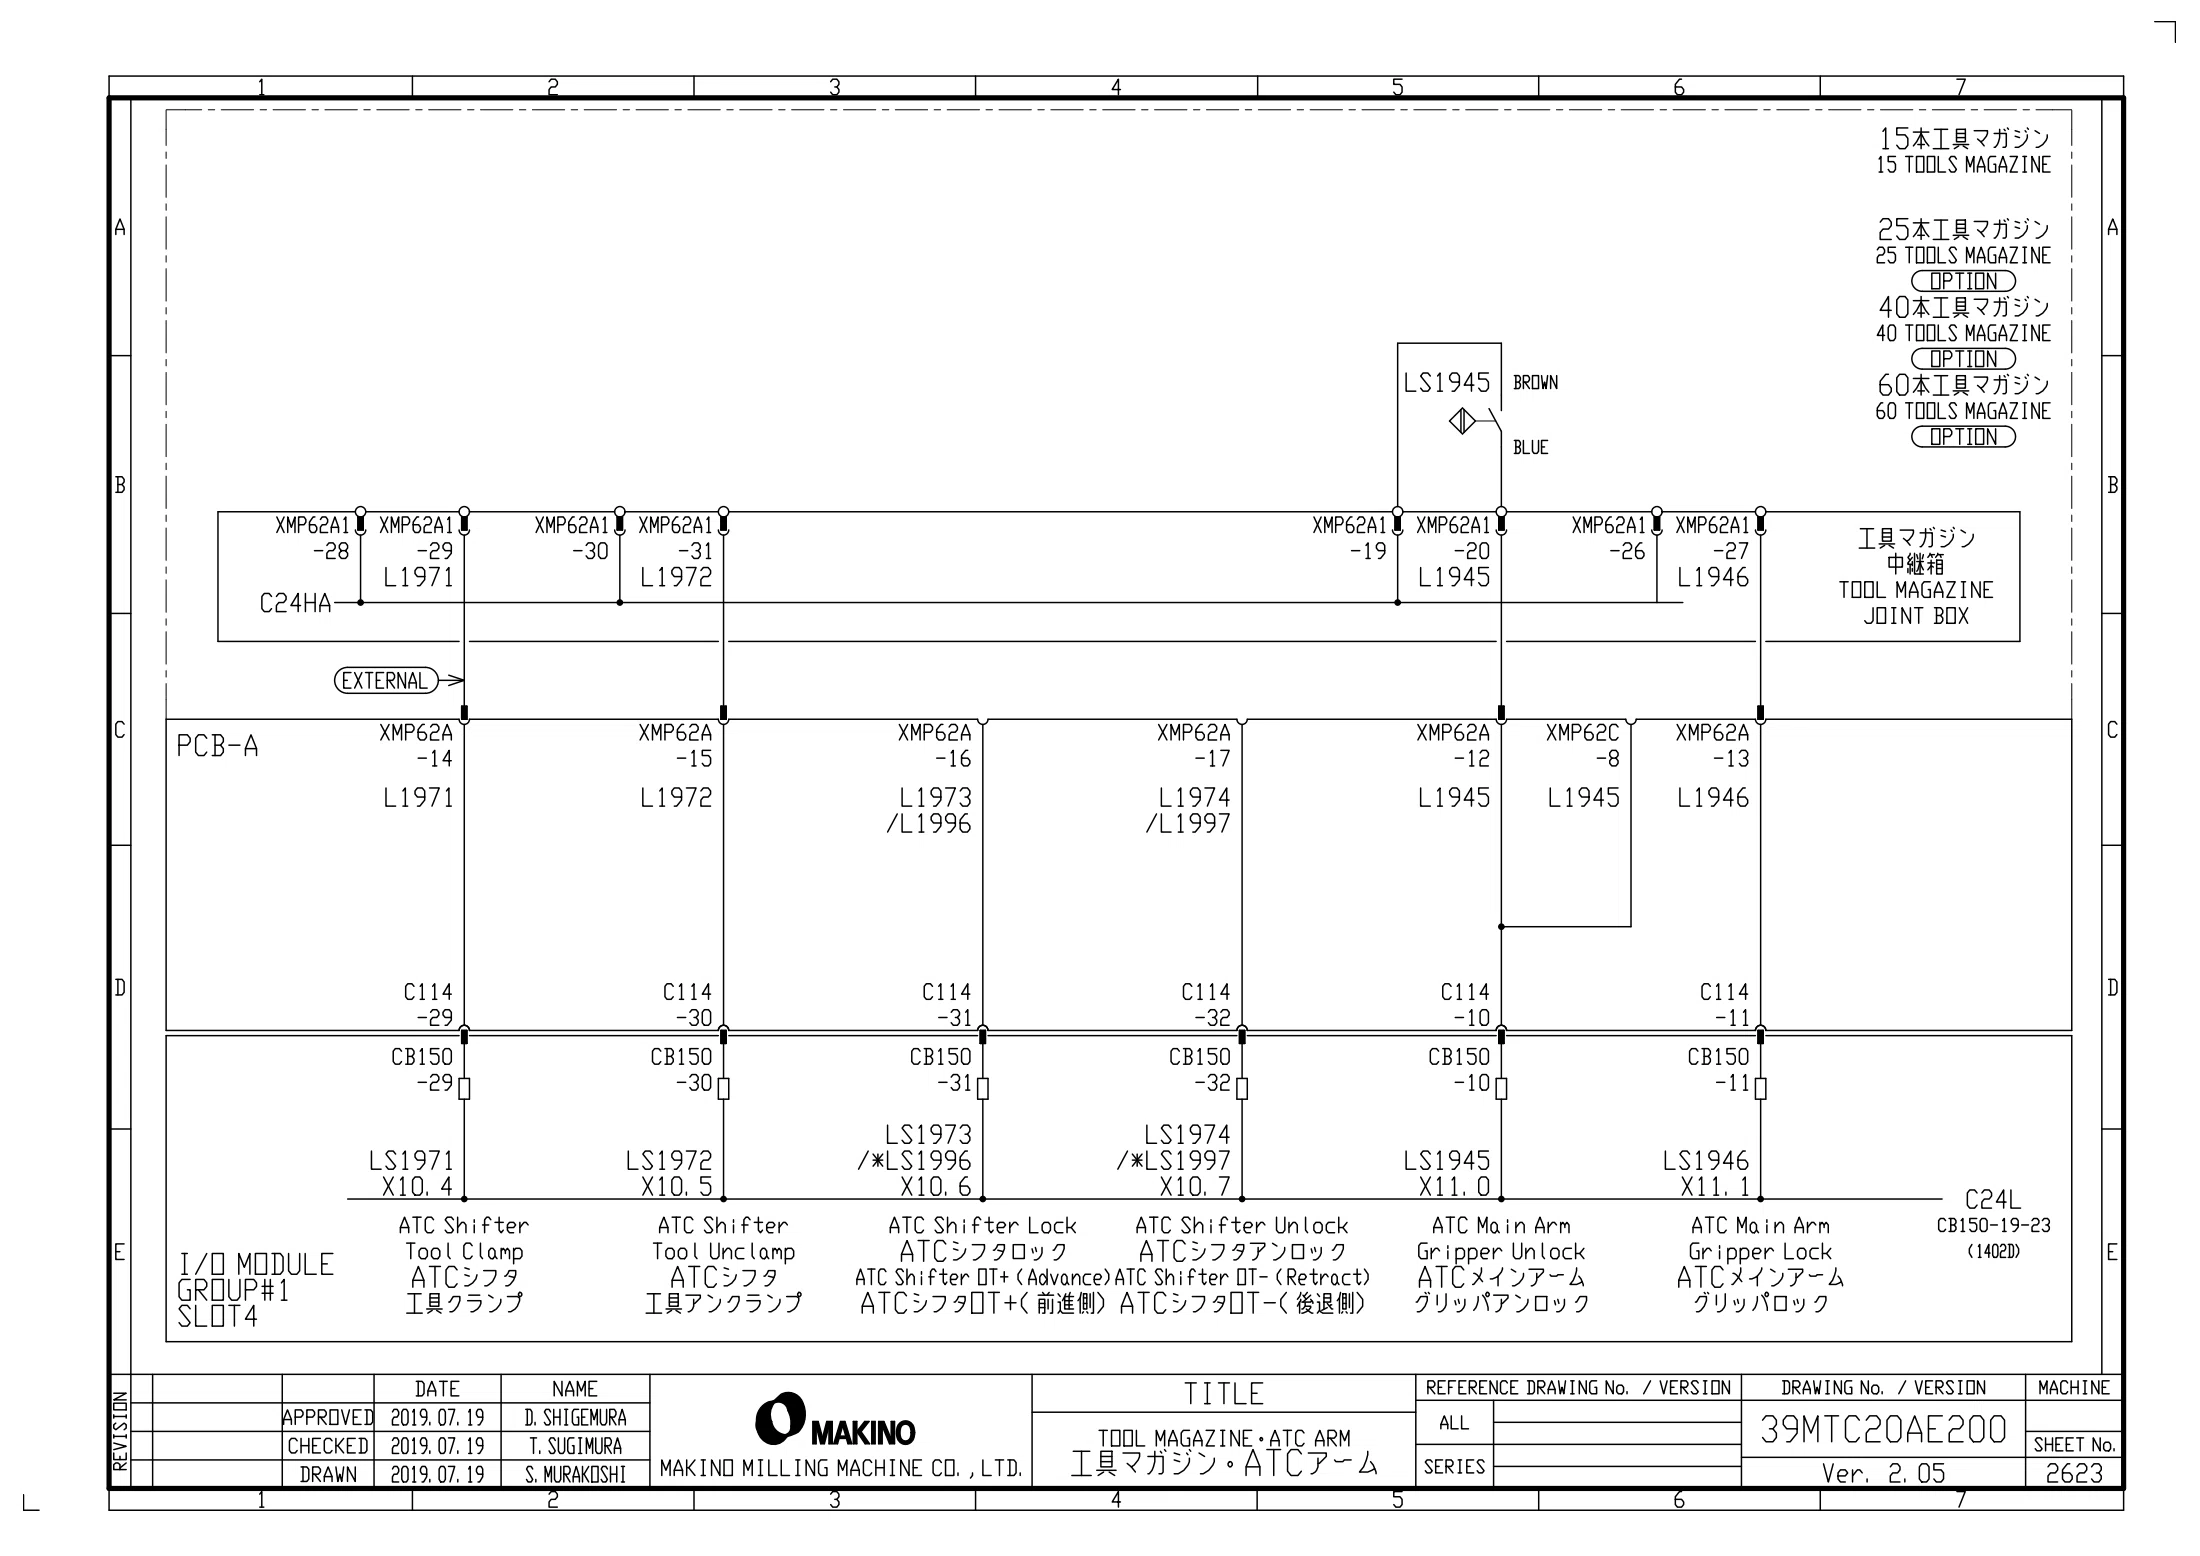 1 2 3 4 5 6 7
A A
B B
C C
D D
E E
15本工具マガジン
15 TOOLS MAGAZINE
25本工具マガジン
25 TOOLS MAGAZINE
OPTION
40本工具マガジン
40 TOOLS MAGAZINE
OPTION
60本工具マガジン
60 TOOLS MAGAZINE
OPTION
LS1945 BROWN
BLUE
XMP62A1 XMP62A1 XMP62A1 XMP62A1 XMP62A1 XMP62A1 XMP62A1 XMP62A1
-28 -29 -30 -31 -19 -20 -26 -27
L1971 L1972 L1945 L1946
C24HA
工具マガジン
中継箱
TOOL MAGAZINE
JOINT BOX
EXTERNAL
PCB-A
XMP62A XMP62A XMP62A XMP62A XMP62A XMP62C XMP62A
-14 -15 -16 -17 -12 -8 -13
L1971 L1972 L1973 L1974 L1945 L1945 L1946
/L1996 /L1997
C114 C114 C114 C114 C114 C114
-29 -30 -31 -32 -10 -11
CB150 CB150 CB150 CB150 CB150 CB150
-29 -30 -31 -32 -10 -11
LS1973 LS1974
LS1971 LS1972 /*LS1996 /*LS1997 LS1945 LS1946
X10.4 X10.5 X10.6 X10.7 X11.0 X11.1
C24L
CB150-19-23
(1402D)
I/O MODULE
GROUP#1
SLOT4
ATC Shifter
Tool Clamp
ATCシフタ
工具クランプ
ATC Shifter
Tool Unclamp
ATCシフタ
工具アンクランプ
ATC Shifter Lock
ATCシフタロック
ATC Shifter OT+(Advance)
ATCシフタOT+(前進側)
ATC Shifter Unlock
ATCシフタアンロック
ATC Shifter OT-(Retract)
ATCシフタOT-(後退側)
ATC Main Arm
Gripper Unlock
ATCメインアーム
グリッパアンロック
ATC Main Arm
Gripper Lock
ATCメインアーム
グリッパロック
REVISION
DATE NAME
APPROVED 2019.07.19 D. SHIGEMURA
CHECKED 2019.07.19 T. SUGIMURA
DRAWN 2019.07.19 S. MURAKOSHI
MAKINO
MAKINO MILLING MACHINE CO.,LTD.
TITLE
TOOL MAGAZINE・ATC ARM
工具マガジン・ATCアーム
REFERENCE DRAWING No. / VERSION
ALL
SERIES
DRAWING No. / VERSION
39MTC20AE200
Ver. 2.05
MACHINE
SHEET No.
2623
1 2 3 4 5 6 7